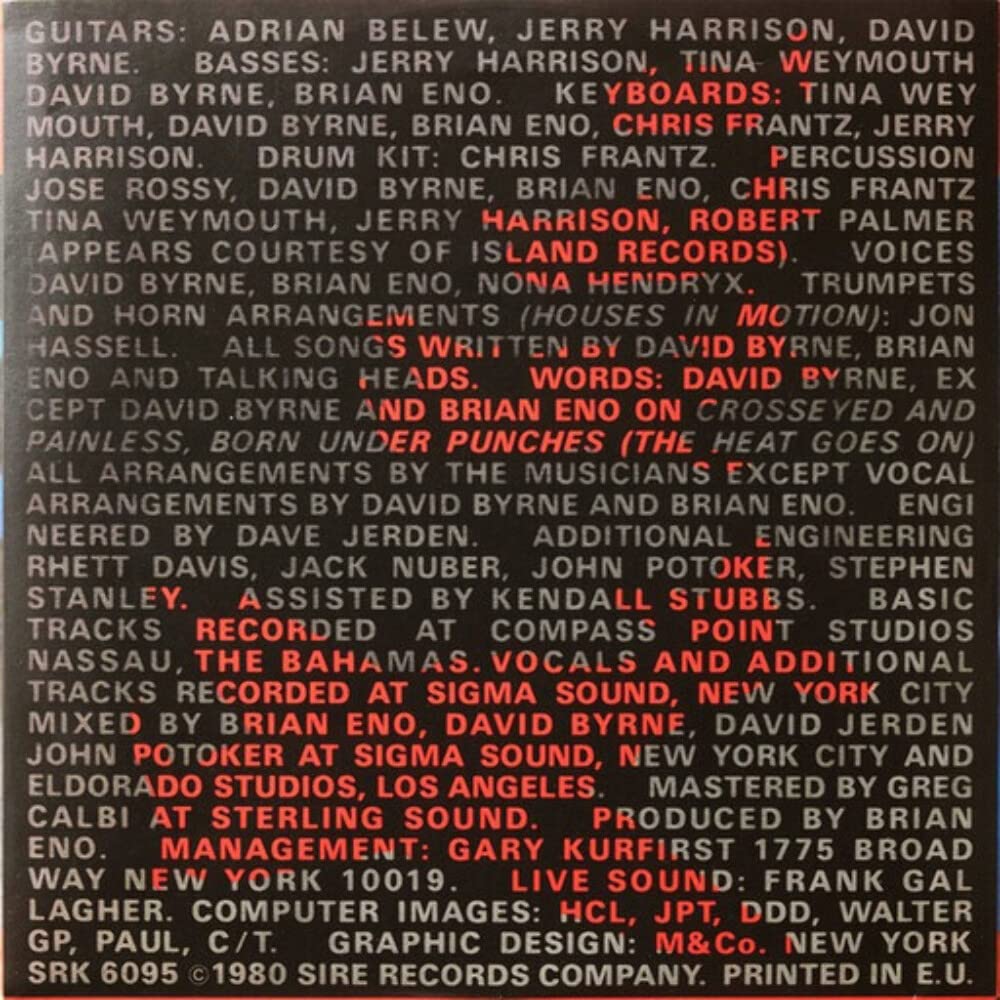 GUITARS: ADRIAN BELEW, JERRY HARRISON, DAVID
BYRNE. BASSES: JERRY HARRISON, TINA WEYMOUTH
DAVID BYRNE, BRIAN ENO. KEYBOARDS: TINA WEY
MOUTH, DAVID BYRNE, BRIAN ENO, CHRIS FRANTZ, JERRY
HARRISON. DRUM KIT: CHRIS FRANTZ. PERCUSSION
JOSE ROSSY, DAVID BYRNE, BRIAN ENO, CHRIS FRANTZ
TINA WEYMOUTH, JERRY HARRISON, ROBERT PALMER
(APPEARS COURTESY OF ISLAND RECORDS). VOICES
DAVID BYRNE, BRIAN ENO, NONA HENDRYX. TRUMPETS
AND HORN ARRANGEMENTS (HOUSES IN MOTION): JON
HASSELL. ALL SONGS WRITTEN BY DAVID BYRNE, BRIAN
ENO AND TALKING HEADS. WORDS: DAVID BYRNE, EX
CEPT DAVID BYRNE AND BRIAN ENO ON CROSSEYED AND
PAINLESS, BORN UNDER PUNCHES (THE HEAT GOES ON)
ALL ARRANGEMENTS BY THE MUSICIANS EXCEPT VOCAL
ARRANGEMENTS BY DAVID BYRNE AND BRIAN ENO. ENGI
NEERED BY DAVE JERDEN. ADDITIONAL ENGINEERING
RHETT DAVIS, JACK NUBER, JOHN POTOKER, STEPHEN
STANLEY. ASSISTED BY KENDALL STUBBS. BASIC
TRACKS RECORDED AT COMPASS POINT STUDIOS
NASSAU, THE BAHAMAS. VOCALS AND ADDITIONAL
TRACKS RECORDED AT SIGMA SOUND, NEW YORK CITY
MIXED BY BRIAN ENO, DAVID BYRNE, DAVID JERDEN
JOHN POTOKER AT SIGMA SOUND, NEW YORK CITY AND
ELDORADO STUDIOS, LOS ANGELES. MASTERED BY GREG
CALBI AT STERLING SOUND. PRODUCED BY BRIAN
ENO. MANAGEMENT: GARY KURFIRST 1775 BROAD
WAY NEW YORK 10019. LIVE SOUND: FRANK GAL
LAGHER. COMPUTER IMAGES: HCL, JPT, DDD, WALTER
GP, PAUL, C/T. GRAPHIC DESIGN: M&Co. NEW YORK
SRK 6095 ©1980 SIRE RECORDS COMPANY. PRINTED IN E.U.